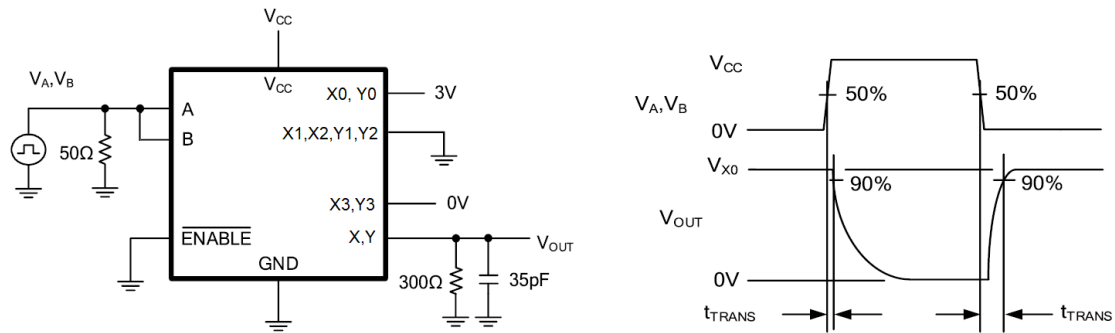 VCC
VA,VB
VCC
A
B
50Ω
X0, Y0
3V
X1,X2,Y1,Y2
X3,Y3
0V
ENABLE
X,Y
VOUT
GND
300Ω
35pF
VCC
VA,VB
50%
50%
0V
VX0
90%
90%
VOUT
0V
tTRANS
tTRANS